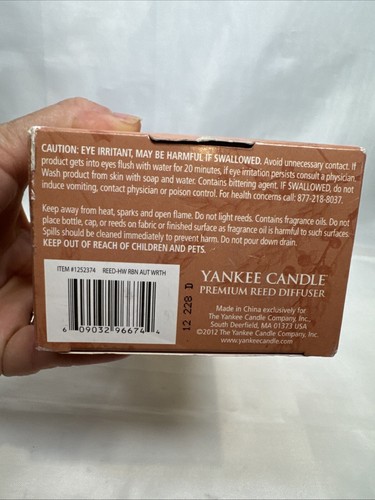 CAUTION: EYE IRRITANT, MAY BE HARMFUL IF SWALLOWED. Avoid unnecessary contact. If
product gets into eyes flush with water for 20 minutes, if eye irritation persists consult a physician.
Wash product from skin with soap and water. Contains bittering agent. IF SWALLOWED, do not
induce vomiting, contact physician or poison control. For health concerns call: 877-218-8037.
Keep away from heat, sparks and open flame. Do not light reeds. Contains fragrance oils. Do not
place bottle, cap, or reeds on fabric or finished surface as fragrance oil is harmful to such surfaces.
Spills should be cleaned immediately to prevent harm. Do not pour down drain.
KEEP OUT OF REACH OF CHILDREN AND PETS.
ITEM #1252374 REED-HW RBN AUT WRTH
6 09032 96674 4
12 228 D
YANKEE CANDLE
PREMIUM REED DIFFUSER
Made in China exclusively for
The Yankee Candle Company, Inc.
South Deerfield, MA 01373 USA
©2012 The Yankee Candle Company, Inc.
www.yankeecandle.com